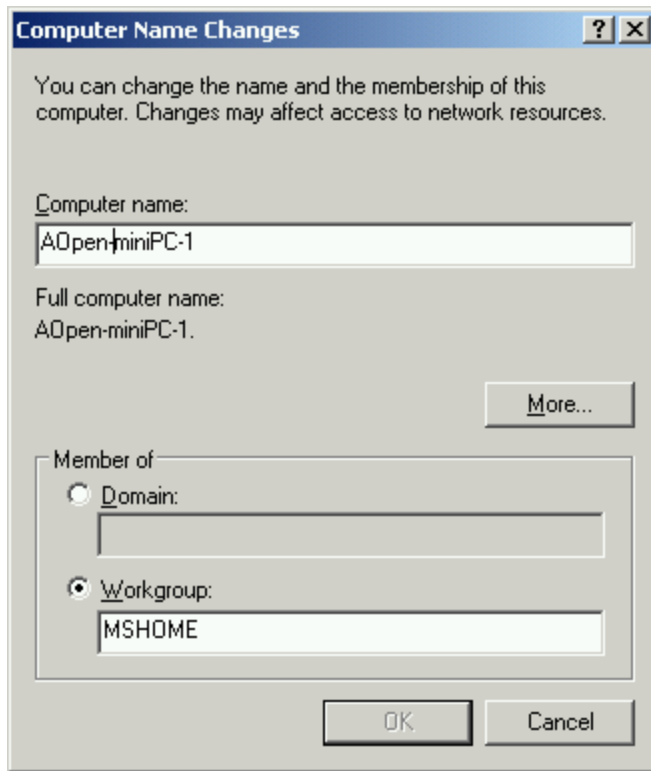 Computer Name Changes
You can change the name and the membership of this
computer. Changes may affect access to network resources.
Computer name:
AOpen-miniPC-1
Full computer name:
AOpen-miniPC-1.
More...
Member of
Domain:
Workgroup:
MSHOME
OK
Cancel